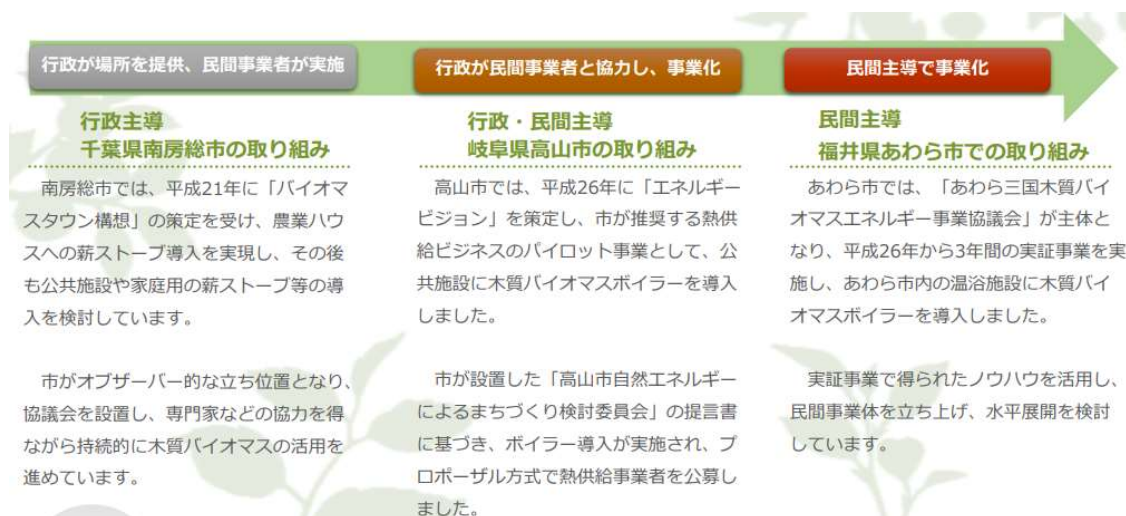 行政が場所を提供、民間事業者が実施
行政が民間事業者と協力し、事業化
民間主導で事業化
行政主導
千葉県南房総市の取り組み
南房総市では、平成21年に「バイオマ
スタウン構想」の策定を受け、農業ハウ
スへの薪ストーブ導入を実現し、その後
も公共施設や家庭用の薪ストーブ等の導
入を検討しています。
市がオブザーバー的な立ち位置となり、
協議会を設置し、専門家などの協力を得
ながら持続的に木質バイオマスの活用を
進めています。
行政・民間主導
岐阜県高山市の取り組み
高山市では、平成26年に「エネルギー
ビジョン」を策定し、市が推奨する熱供
給ビジネスのパイロット事業として、公
共施設に木質バイオマスボイラーを導入
しました。
市が設置した「高山市自然エネルギー
によるまちづくり検討委員会」の提言書
に基づき、ボイラー導入が実施され、プ
ロポーザル方式で熱供給事業者を公募し
ました。
民間主導
福井県あわら市での取り組み
あわら市では、「あわら三国木質バイ
オマスエネルギー事業協議会」が主体と
なり、平成26年から3年間の実証事業を実
施し、あわら市内の温浴施設に木質バイ
オマスボイラーを導入しました。
実証事業で得られたノウハウを活用し、
民間事業体を立ち上げ、水平展開を検討
しています。